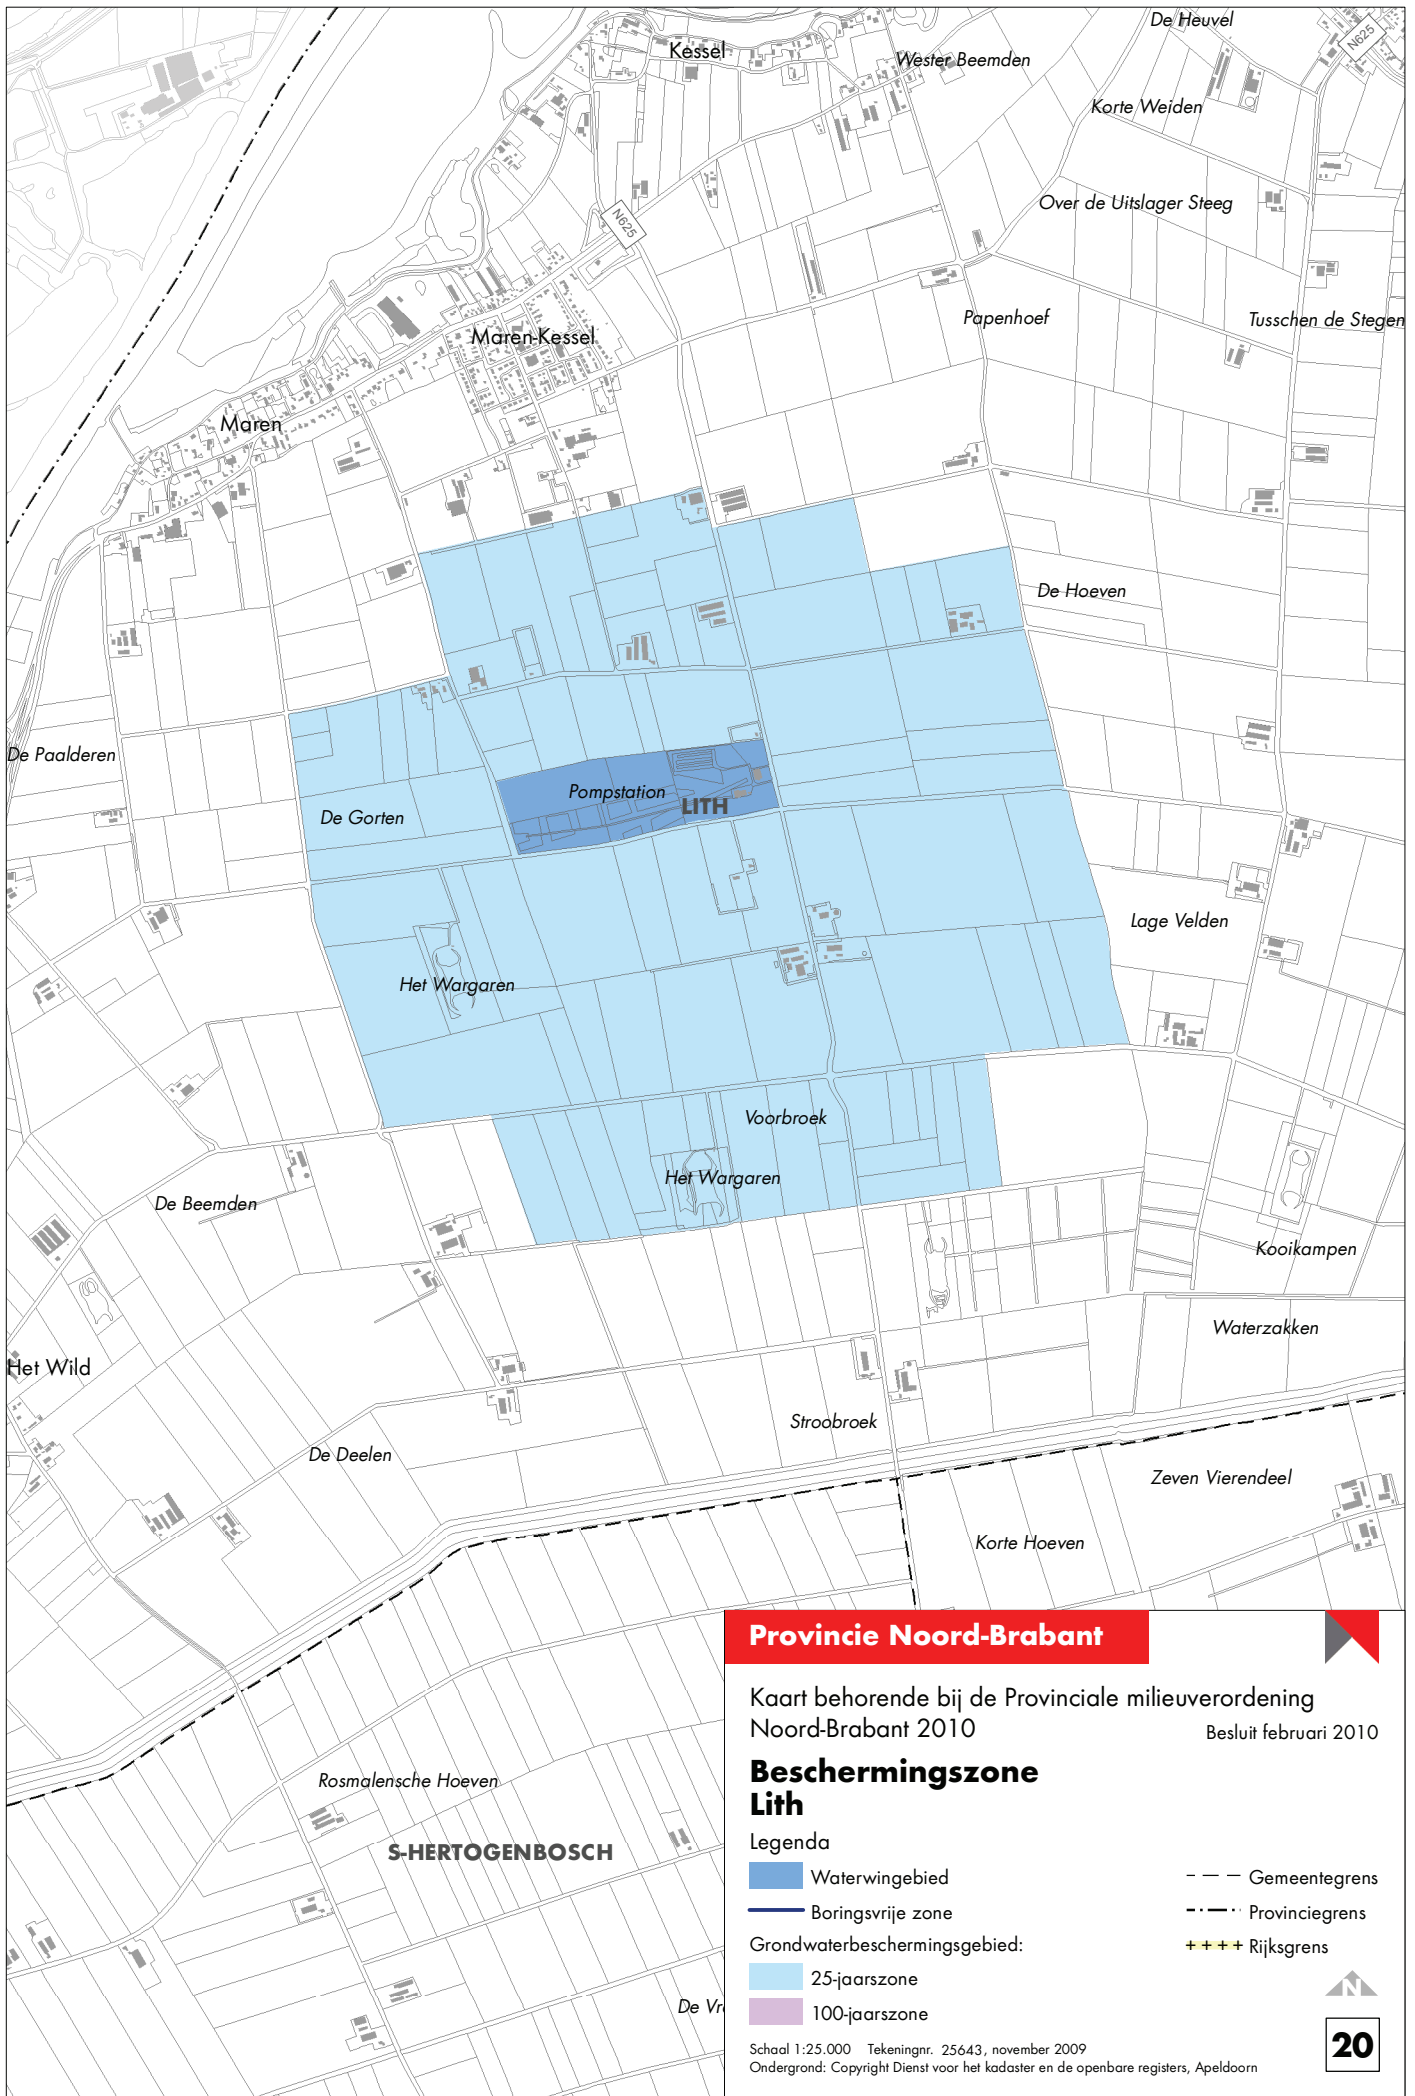 De Heuvel
N625
Kessel
Wester Beemden
Korte Weiden
Over de Uitslager Steeg
N625
Papenhoef
Tusschen de Stegen
Maren-Kessel
Maren
De Hoeven
De Paalderen
Pompstation
LITH
De Gorten
Lage Velden
Het Wargaren
Voorbroek
Het Wargaren
De Beemden
Kooikampen
Waterzakken
Het Wild
Stroobroek
De Deelen
Zeven Vierendeel
Korte Hoeven
Rosmalensche Hoeven
S-HERTOGENBOSCH
De Vr
Provincie Noord-Brabant
Kaart behorende bij de Provinciale milieuverordening
Noord-Brabant 2010
Besluit februari 2010
Beschermingszone
Lith
Legenda
Waterwingebied
Gemeentegrens
Boringsvrije zone
Provinciegrens
Grondwaterbeschermingsgebied:
Rijksgrens
25-jaarszone
N
100-jaarszone
20
Schaal 1:25.000 Tekeningnr. 25643, november 2009
Ondergrond: Copyright Dienst voor het kadaster en de openbare registers, Apeldoorn